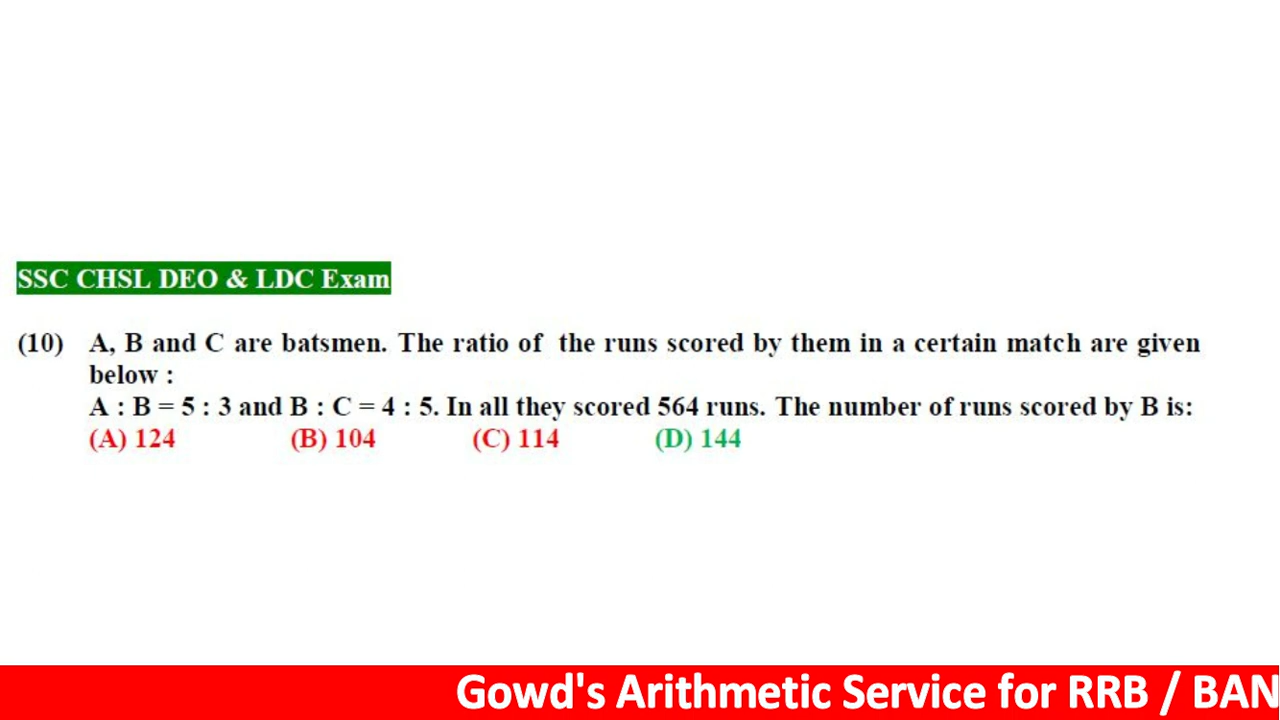 SSC CHSL DEO & LDC Exam
(10) A, B and C are batsmen. The ratio of the runs scored by them in a certain match are given
below :
A : B = 5 : 3 and B : C = 4 : 5. In all they scored 564 runs. The number of runs scored by B is:
(A) 124 (B) 104 (C) 114 (D) 144
Gowd's Arithmetic Service for RRB / BAN